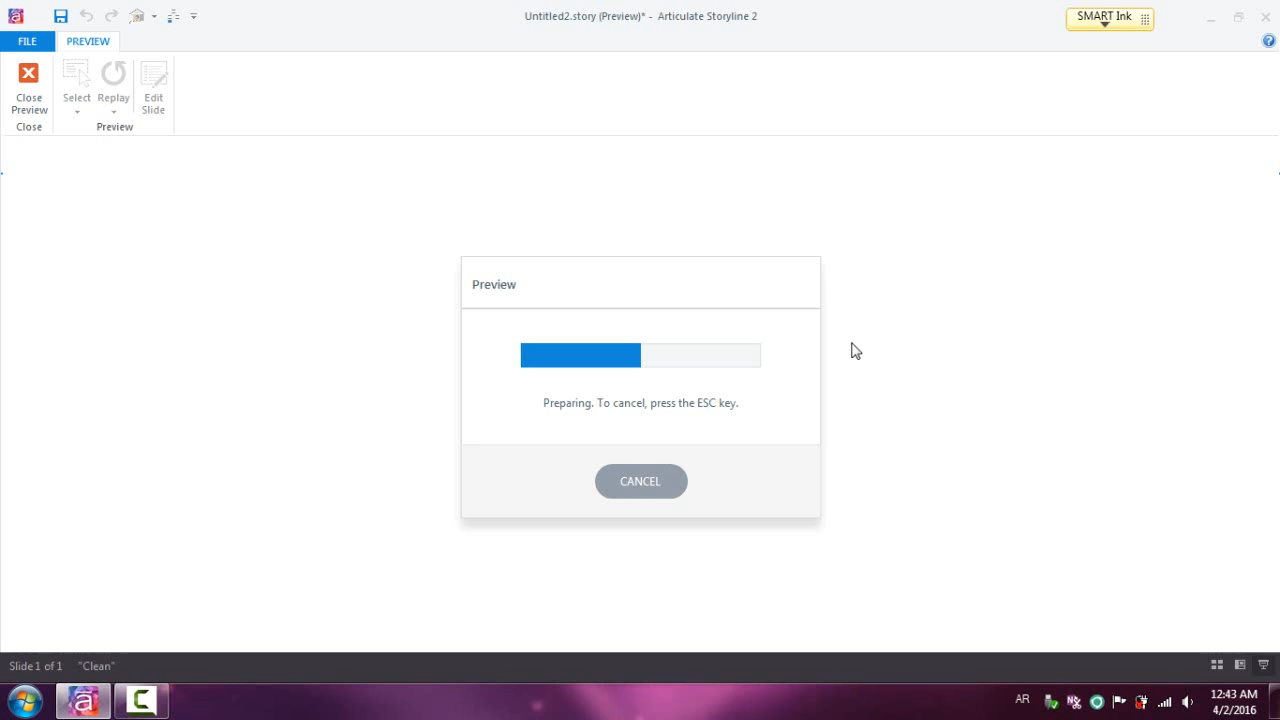 Untitled2.story (Preview)* - Articulate Storyline 2
SMART Ink
FILE
PREVIEW
Close Preview
Select
Replay
Edit Slide
Close
Preview
Preview
Preparing. To cancel, press the ESC key.
CANCEL
Slide 1 of 1
"Clean"
AR
12:43 AM
4/2/2016